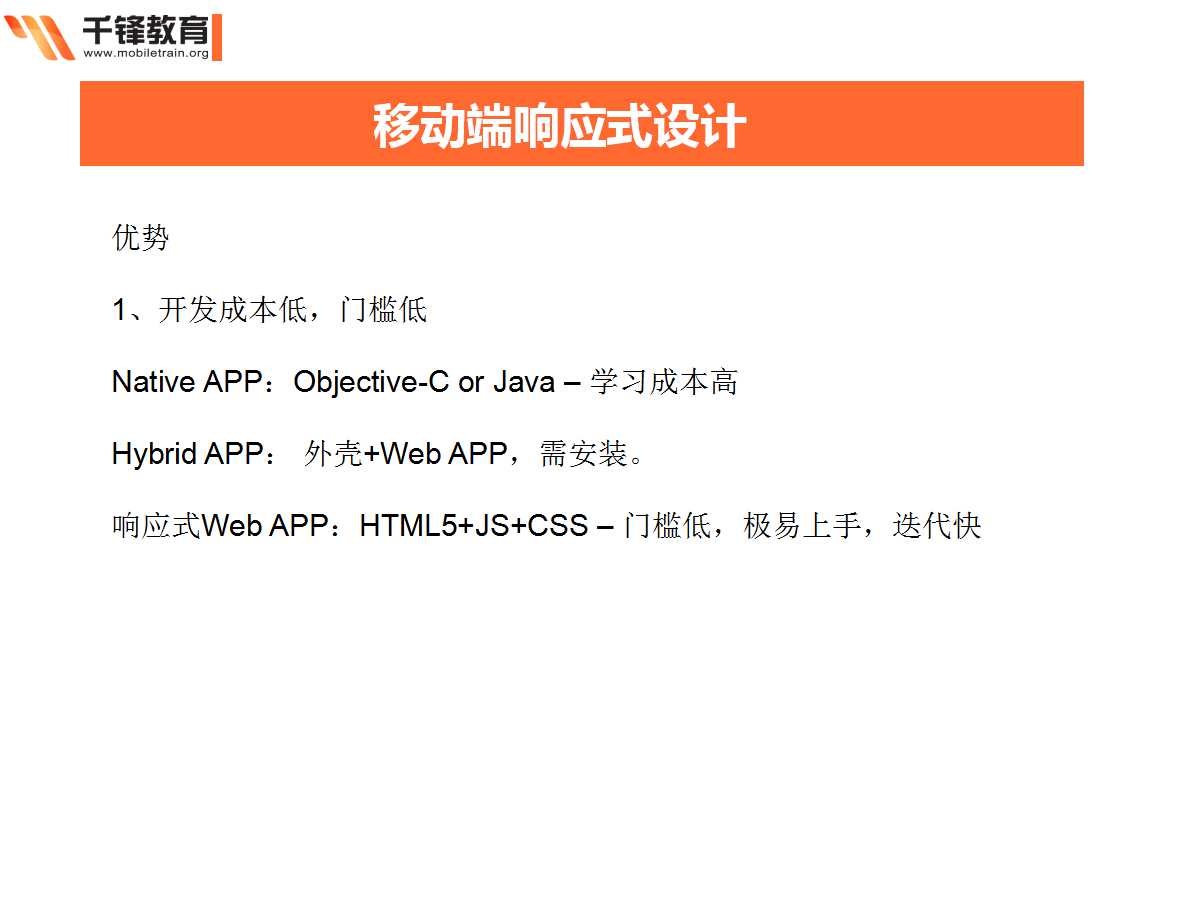 千锋教育
www.mobiletrain.org
移动端响应式设计
优势
1、开发成本低，门槛低
Native APP：Objective-C or Java – 学习成本高
Hybrid APP： 外壳+Web APP，需安装。
响应式Web APP：HTML5+JS+CSS – 门槛低，极易上手，迭代快